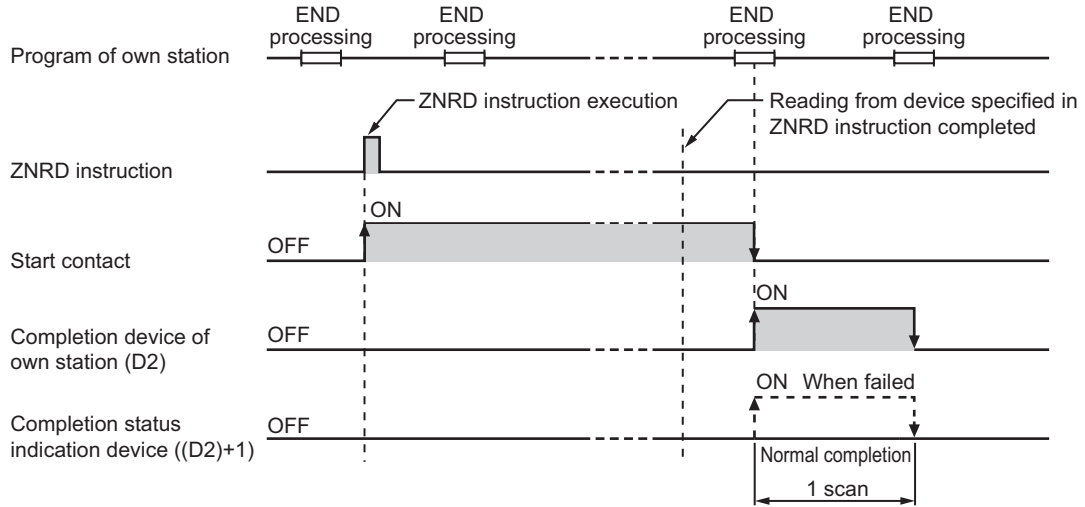 END
processing
END
processing
END
processing
END
processing
Program of own station
ZNRD instruction execution
Reading from device specified in
ZNRD instruction completed
ZNRD instruction
ON
OFF
Start contact
ON
OFF
Completion device of
own station (D2)
ON When failed
OFF
Completion status
indication device ((D2)+1)
Normal completion
1 scan